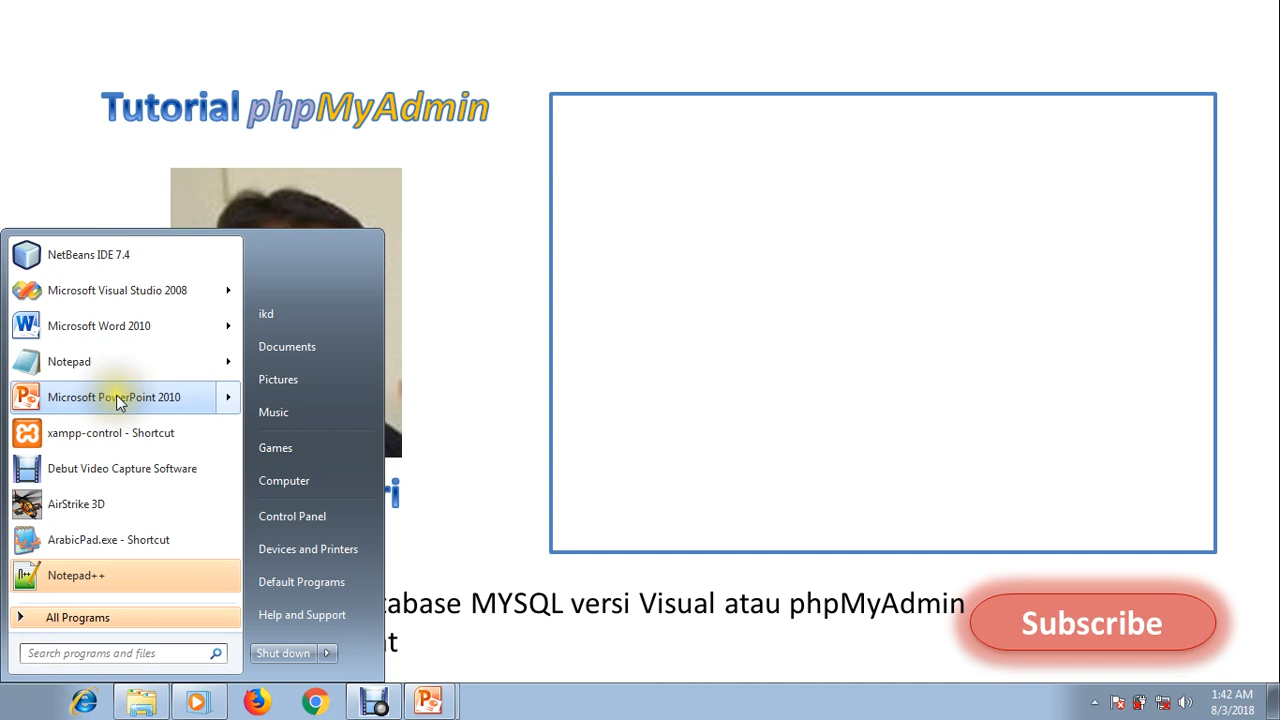 Tutorial phpMyAdmin
NetBeans IDE 7.4
Microsoft Visual Studio 2008
Microsoft Word 2010
Notepad
Microsoft PowerPoint 2010
xampp-control - Shortcut
Debut Video Capture Software
AirStrike 3D
ArabicPad.exe - Shortcut
Notepad++
All Programs
Search programs and files
ikd
Documents
Pictures
Music
Games
Computer
Control Panel
Devices and Printers
Default Programs
Help and Support
Shut down
ri
tabase MYSQL versi Visual atau phpMyAdmin
t
Subscribe
1:42 AM
8/3/2018